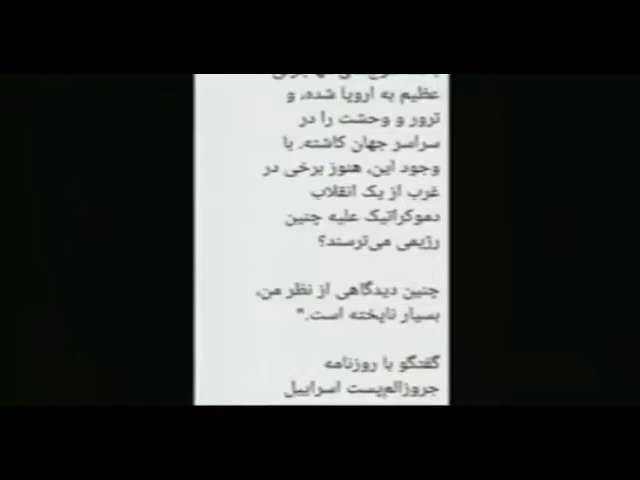 عظیم به اروپا شده، و
ترور و وحشت را در
سراسر جهان کاشته. با
وجود این، هنوز برخی در
غرب از یک انقلاب
دموکراتیک علیه چنین
رژیمی می‌ترسند؟
چنین دیدگاهی از نظر من،
بسیار ناپخته است."
گفتگو با روزنامه
جروزالم‌پست اسراییل